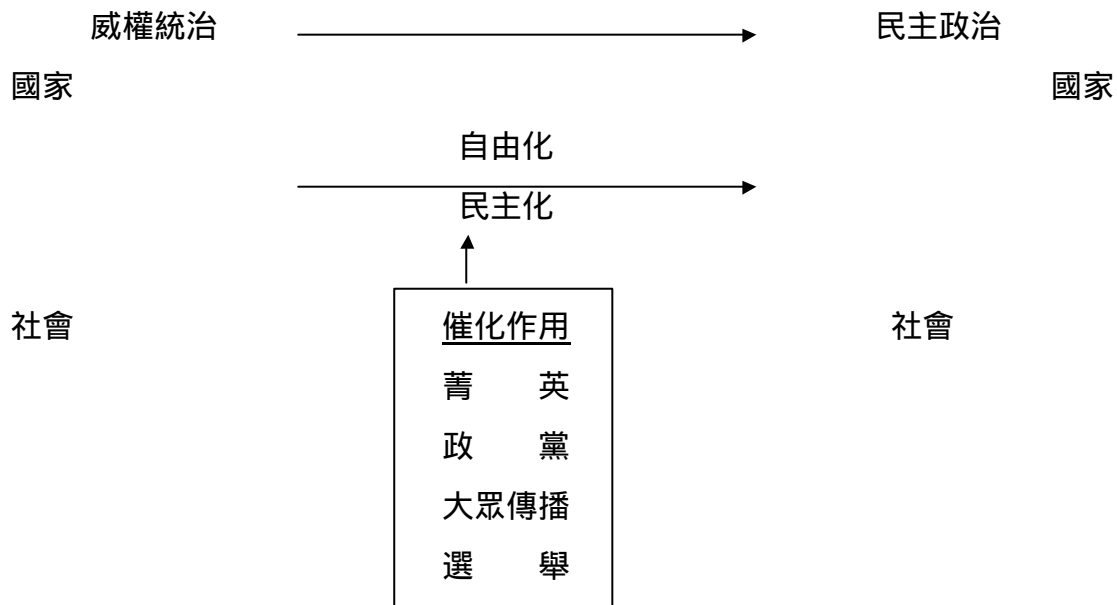 威權統治 民主政治
國家 國家
自由化
民主化
社會 催化作用 社會
菁 英
政 黨
大眾傳播
選 舉